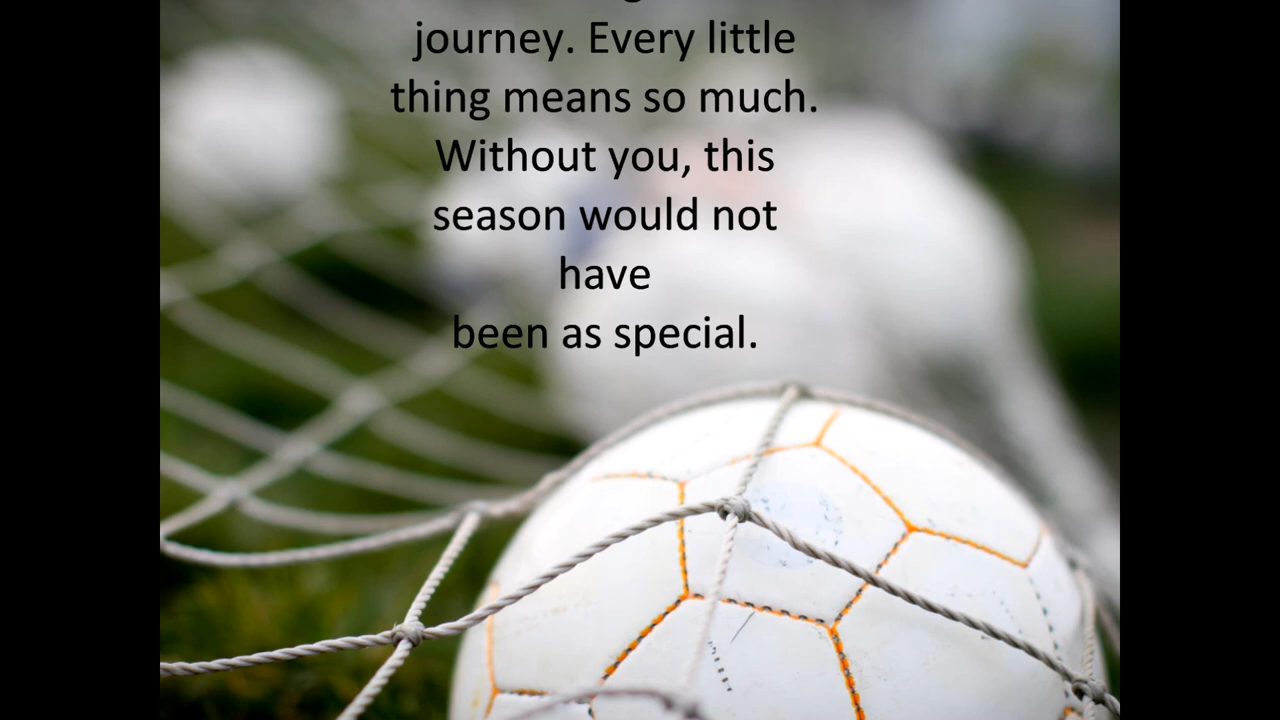 journey. Every little
thing means so much.
Without you, this
season would not
have
been as special.